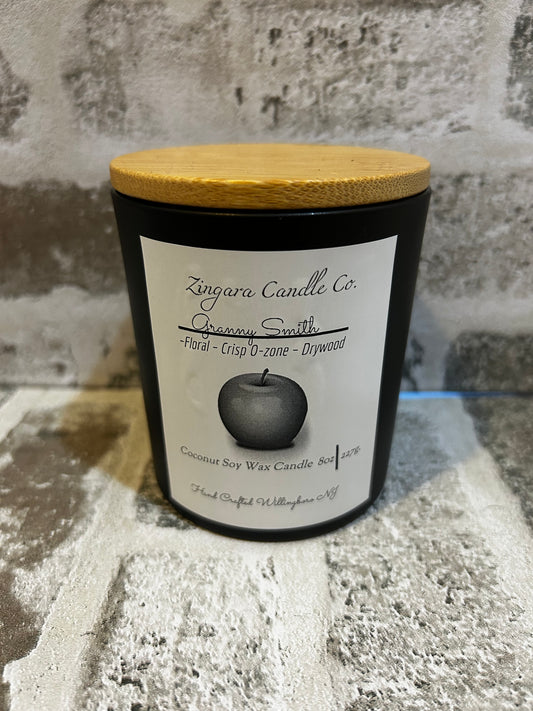 Zingara Candle Co.
Granny Smith
-Floral - Crisp O-zone - Drywood
Coconut Soy Wax Candle 8oz|227g.
Hand Crafted Willingboro NJ